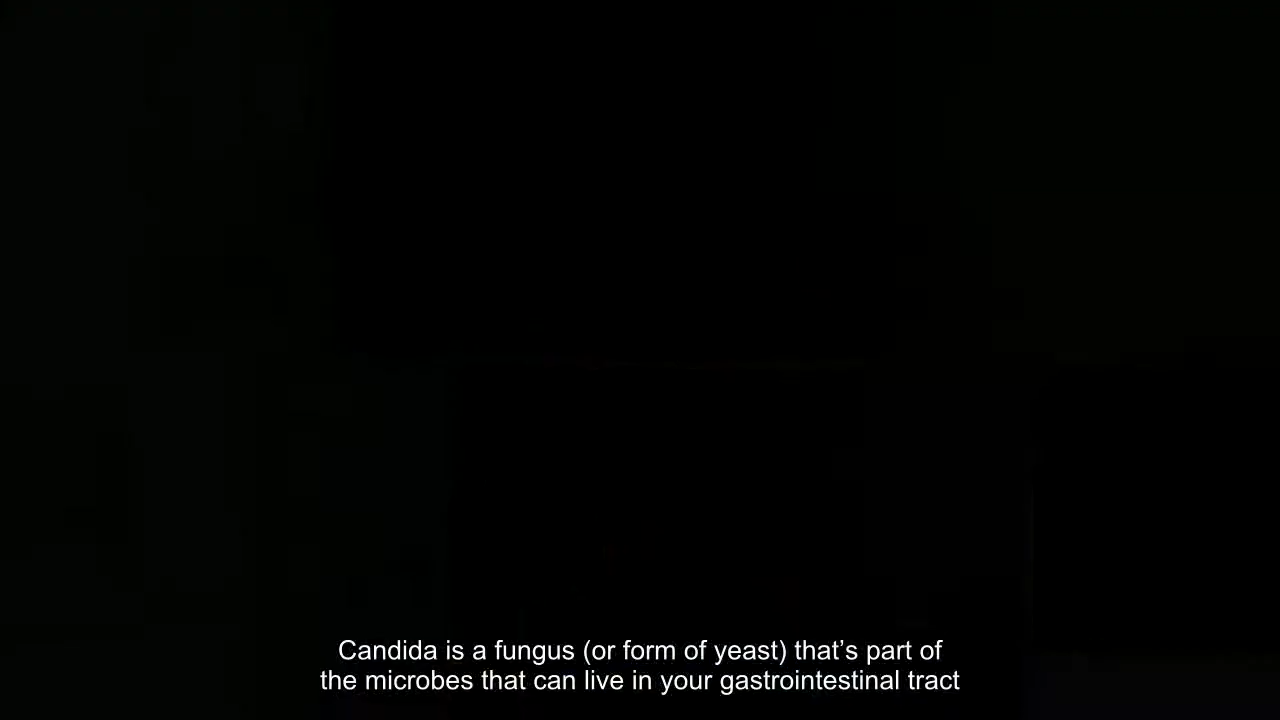 Candida is a fungus (or form of yeast) that’s part of
the microbes that can live in your gastrointestinal tract